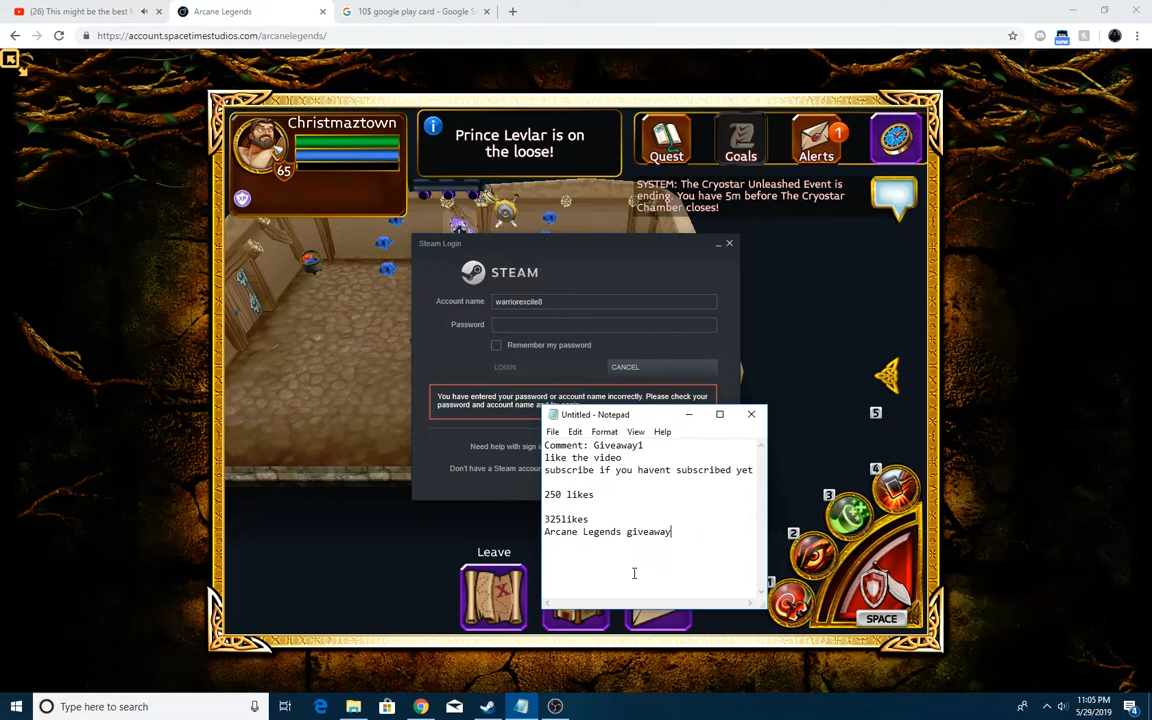 (26) This might be the best M
Arcane Legends
10$ google play card - Google S
https://account.spacetimestudios.com/arcanelegends/
Christmaztown
65
XP
Prince Levlar is on
the loose!
Quest
Goals
Alerts
1
SYSTEM: The Cryostar Unleashed Event is
ending. You have 5m before The Cryostar
Chamber closes!
Steam Login
STEAM
Account name
warriorexcile8
Password
Remember my password
LOGIN
CANCEL
You have entered your password or account name incorrectly. Please check your
password and account name and
Need help with sign i
Don't have a Steam accou
Untitled - Notepad
File Edit Format View Help
Comment: Giveaway1
like the video
subscribe if you havent subscribed yet
250 likes
325likes
Arcane Legends giveaway
Leave
5
4
3
2
1
SPACE
Type here to search
11:05 PM
5/29/2019
4